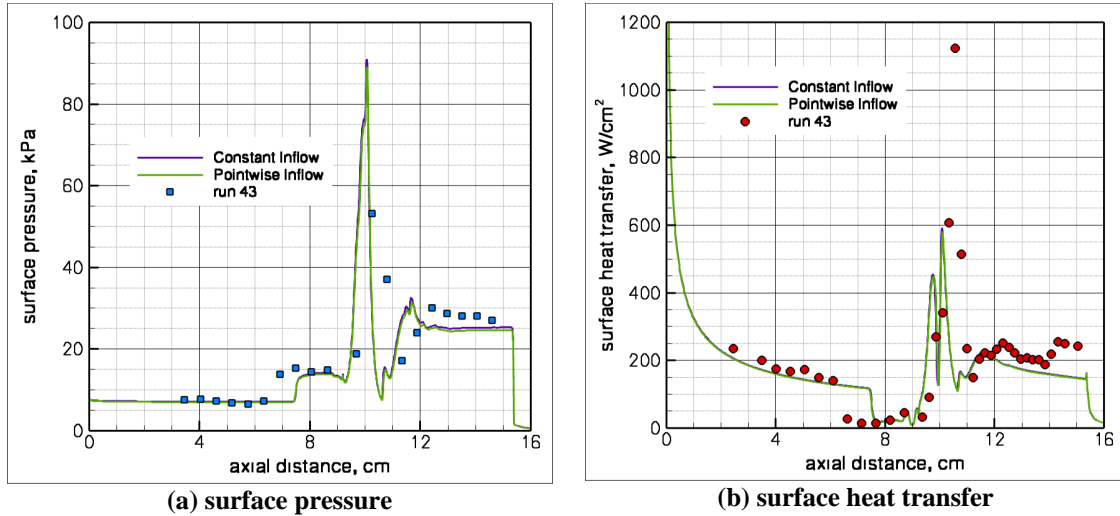 100
80
60
40
20
0
surface pressure, kPa
Constant Inflow
Pointwise Inflow
run 43
0 4 8 12 16
axial distance, cm
(a) surface pressure
1200
1000
800
600
400
200
0
surface heat transfer, W/cm²
Constant Inflow
Pointwise Inflow
run 43
0 4 8 12 16
axial distance, cm
(b) surface heat transfer